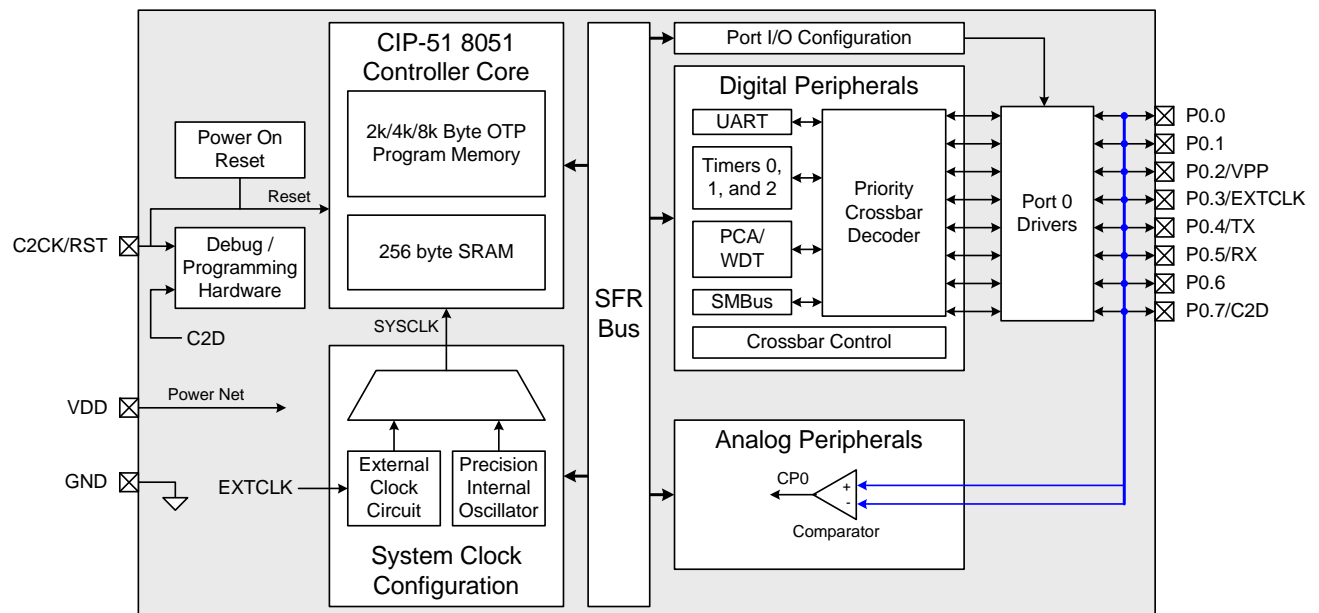 CIP-51 8051
Controller Core
2k/4k/8k Byte OTP
Program Memory
256 byte SRAM
Power On
Reset
Reset
C2CK/RST
Debug /
Programming
Hardware
C2D
SYSCLK
VDD
Power Net
GND
EXTCLK
External
Clock
Circuit
Precision
Internal
Oscillator
System Clock
Configuration
SFR
Bus
Port I/O Configuration
Digital Peripherals
UART
Timers 0,
1, and 2
PCA/
WDT
SMBus
Priority
Crossbar
Decoder
Crossbar Control
Port 0
Drivers
P0.0
P0.1
P0.2/VPP
P0.3/EXTCLK
P0.4/TX
P0.5/RX
P0.6
P0.7/C2D
Analog Peripherals
CP0
+
-
Comparator